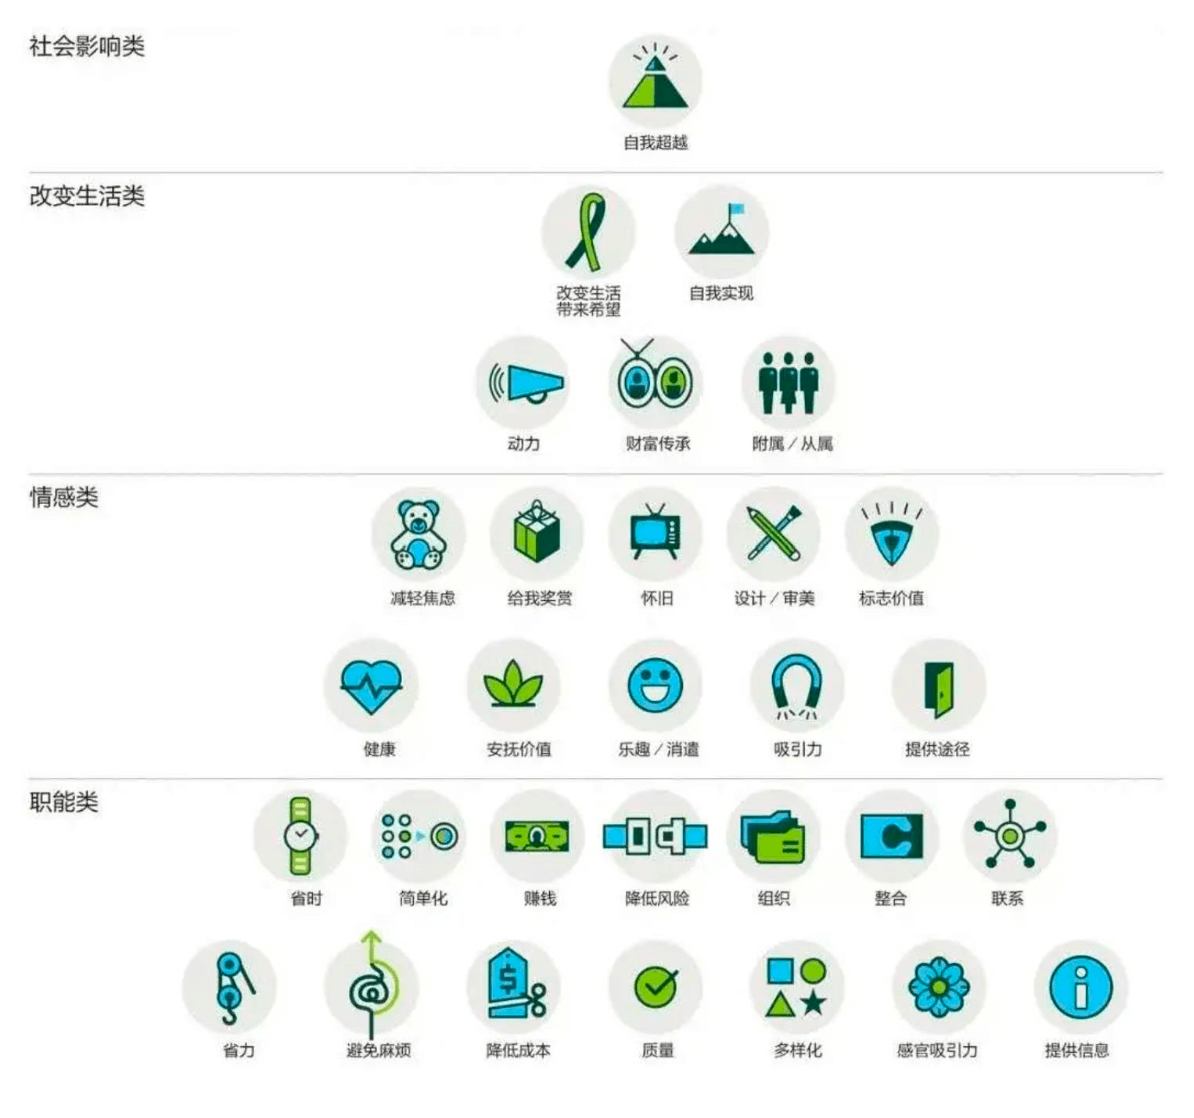 社会影响类
自我超越
改变生活类
改变生活
带来希望
自我实现
动力
财富传承
附属／从属
情感类
减轻焦虑
给我奖赏
怀旧
设计／审美
标志价值
健康
安抚价值
乐趣／消遣
吸引力
提供途径
职能类
省时
简单化
赚钱
降低风险
组织
整合
联系
$
省力
避免麻烦
降低成本
质量
多样化
感官吸引力
提供信息